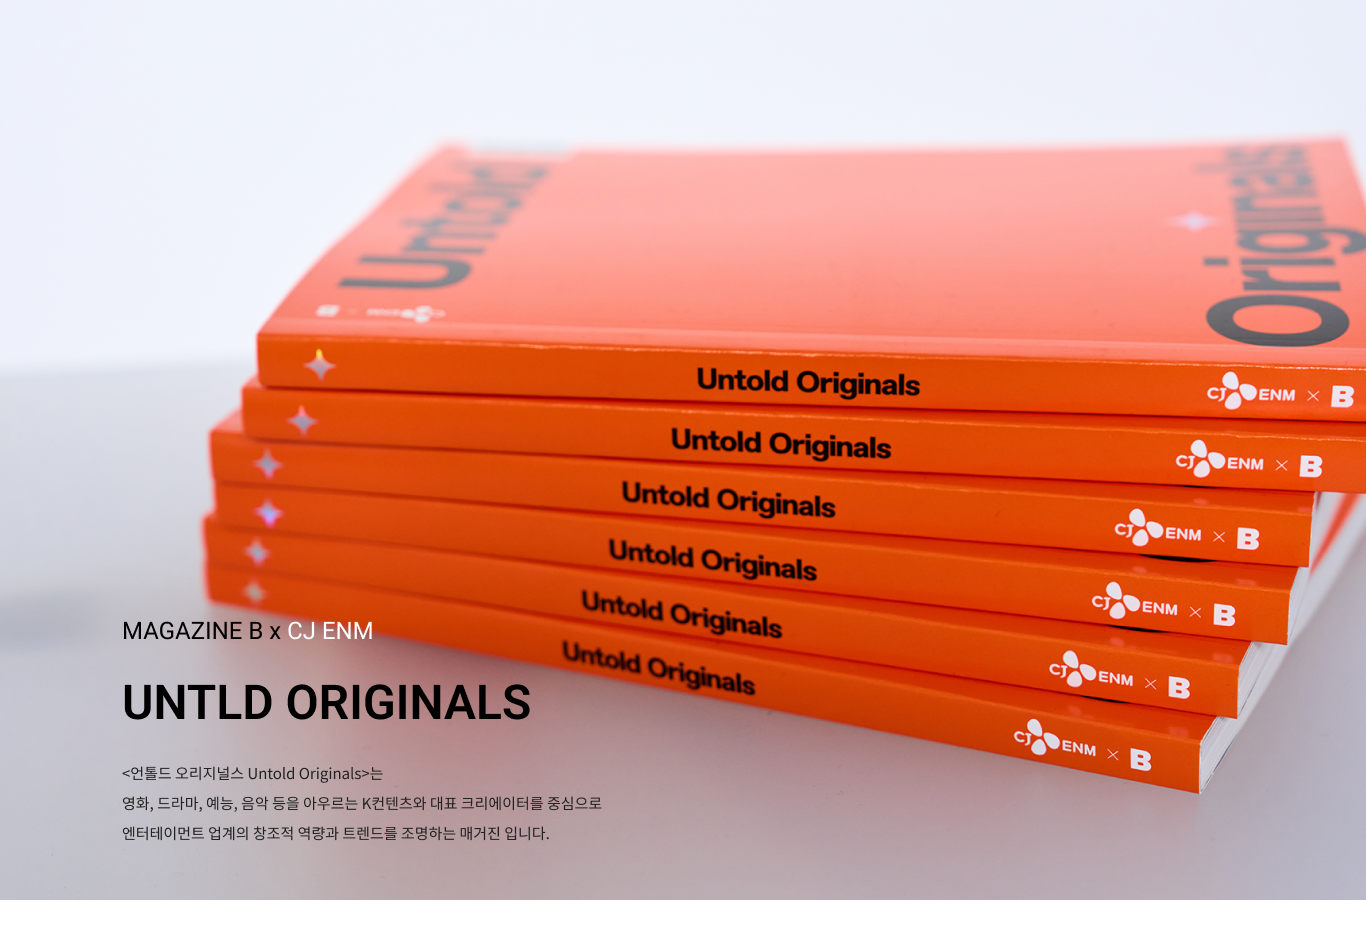 Untold
Originals
Untold Originals
CJ ENM × B
Untold Originals
CJ ENM × B
Untold Originals
CJ ENM × B
Untold Originals
CJ ENM × B
Untold Originals
CJ ENM × B
Untold Originals
CJ ENM × B
MAGAZINE B x CJ ENM
UNTLD ORIGINALS
<언톨드 오리지널스 Untold Originals>는
영화, 드라마, 예능, 음악 등을 아우르는 K컨텐츠와 대표 크리에이터를 중심으로
엔터테이먼트 업계의 창조적 역량과 트렌드를 조명하는 매거진 입니다.